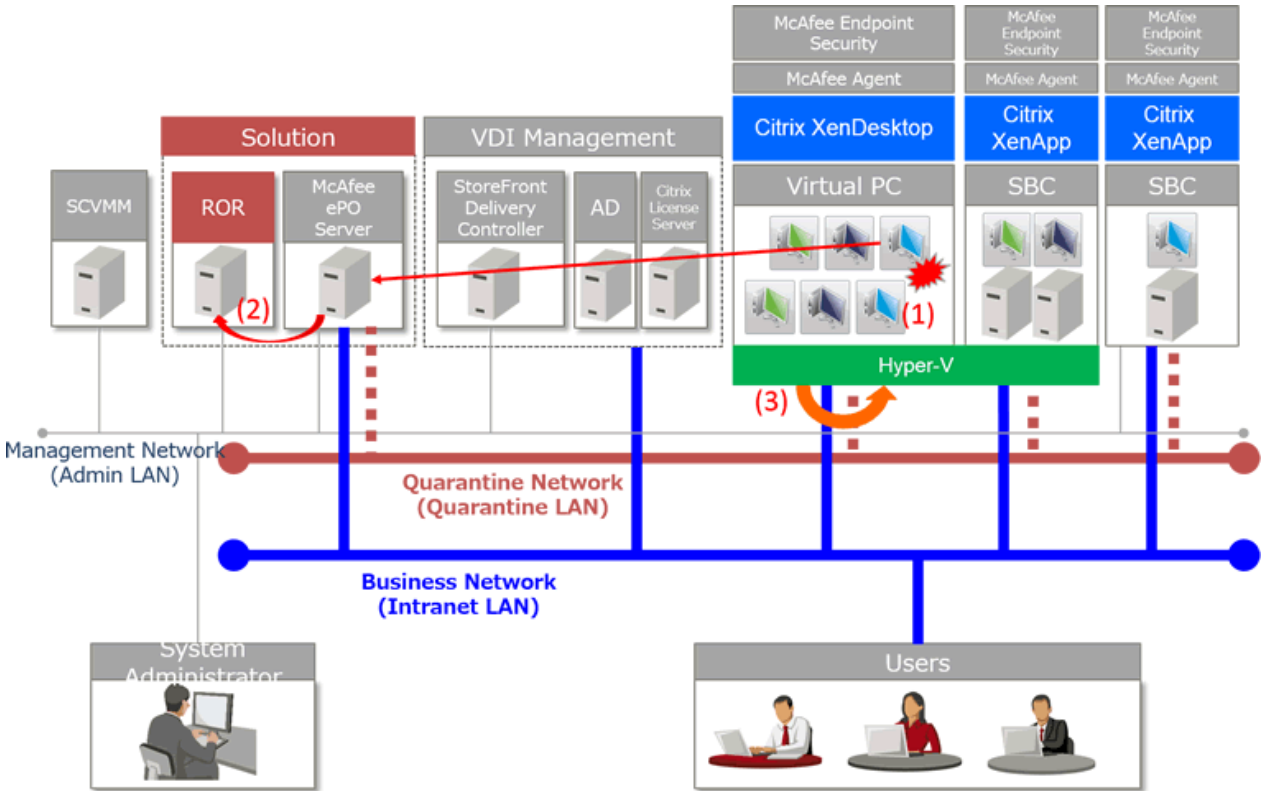 McAfee Endpoint
Security
McAfee Agent
Citrix XenDesktop
Virtual PC
McAfee
Endpoint
Security
McAfee Agent
Citrix
XenApp
SBC
McAfee
Endpoint
Security
McAfee Agent
Citrix
XenApp
SBC
Solution
VDI Management
SCVMM
ROR
McAfee
ePO
Server
StoreFront
Delivery
Controller
AD
Citrix
License
Server
(2)
(1)
Hyper-V
(3)
Management Network
(Admin LAN)
Quarantine Network
(Quarantine LAN)
Business Network
(Intranet LAN)
System
Administrator
Users